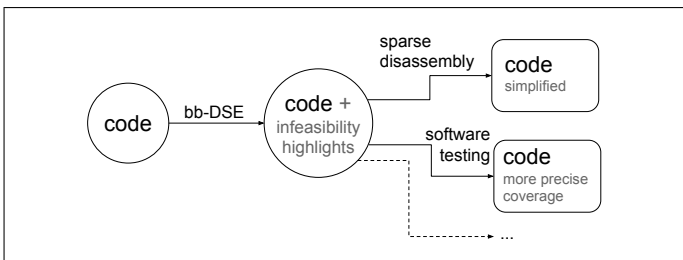 code
bb-DSE
code +
infeasibility
highlights
sparse
disassembly
code
simplified
software
testing
code
more precise
coverage
...